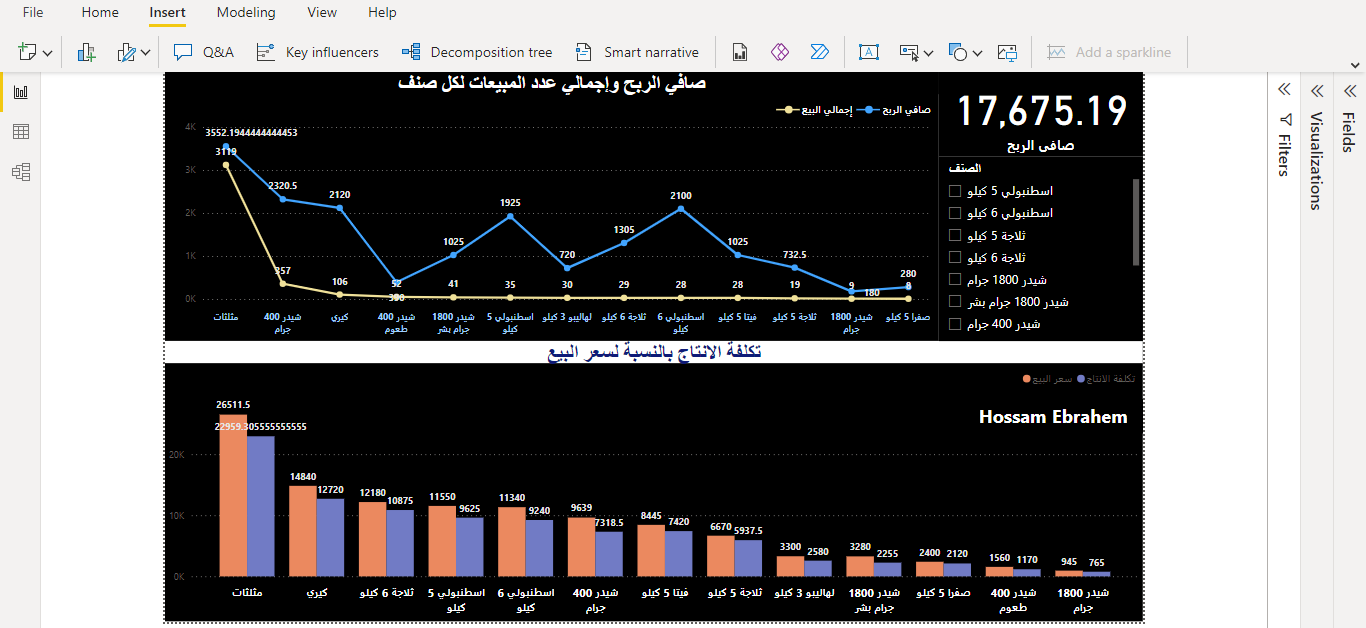 File Home Insert Modeling View Help
Q&A Key influencers Decomposition tree Smart narrative Add a sparkline
صافي الربح وإجمالي عدد المبيعات لكل صنف
صافي الربح إجمالي البيع
4K
3K
2K
1K
0K
3552.1944444444453 2320.5 2120 390 1025 1925 720 1305 2100 1025 732.5 180 280
3119 357 106 52 41 35 30 29 28 28 19 9 8
مثلثات
شيدر 400
جرام
كيري
شيدر 400
طعوم
شيدر 1800
جرام بشر
اسطنبولي 5
كيلو
لهاليبو 3 كيلو
ثلاجة 6 كيلو
اسطنبولي 6
كيلو
فيتا 5 كيلو
ثلاجة 5 كيلو
شيدر 1800
جرام
صفرا 5 كيلو
17,675.19
صافي الربح
الصنف
اسطنبولي 5 كيلو
اسطنبولي 6 كيلو
ثلاجة 5 كيلو
ثلاجة 6 كيلو
شيدر 1800 جرام
شيدر 1800 جرام بشر
شيدر 400 جرام
Filters
Visualizations
Fields
تكلفة الانتاج بالنسبة لسعر البيع
سعر البيع تكلفة الانتاج
Hossam Ebrahem
20K
10K
0K
26511.5 22959.305555555555
14840 12720
12180 10875
11550 9625
11340 9240
9639 7318.5
8445 7420
6670 5937.5
3300 2580
3280 2255
2400 2120
1560 1170
945 765
مثلثات
كيري
ثلاجة 6 كيلو
اسطنبولي 5
كيلو
اسطنبولي 6
كيلو
شيدر 400
جرام
فيتا 5 كيلو
ثلاجة 5 كيلو
لهاليبو 3 كيلو
شيدر 1800
جرام بشر
صفرا 5 كيلو
شيدر 400
طعوم
شيدر 1800
جرام